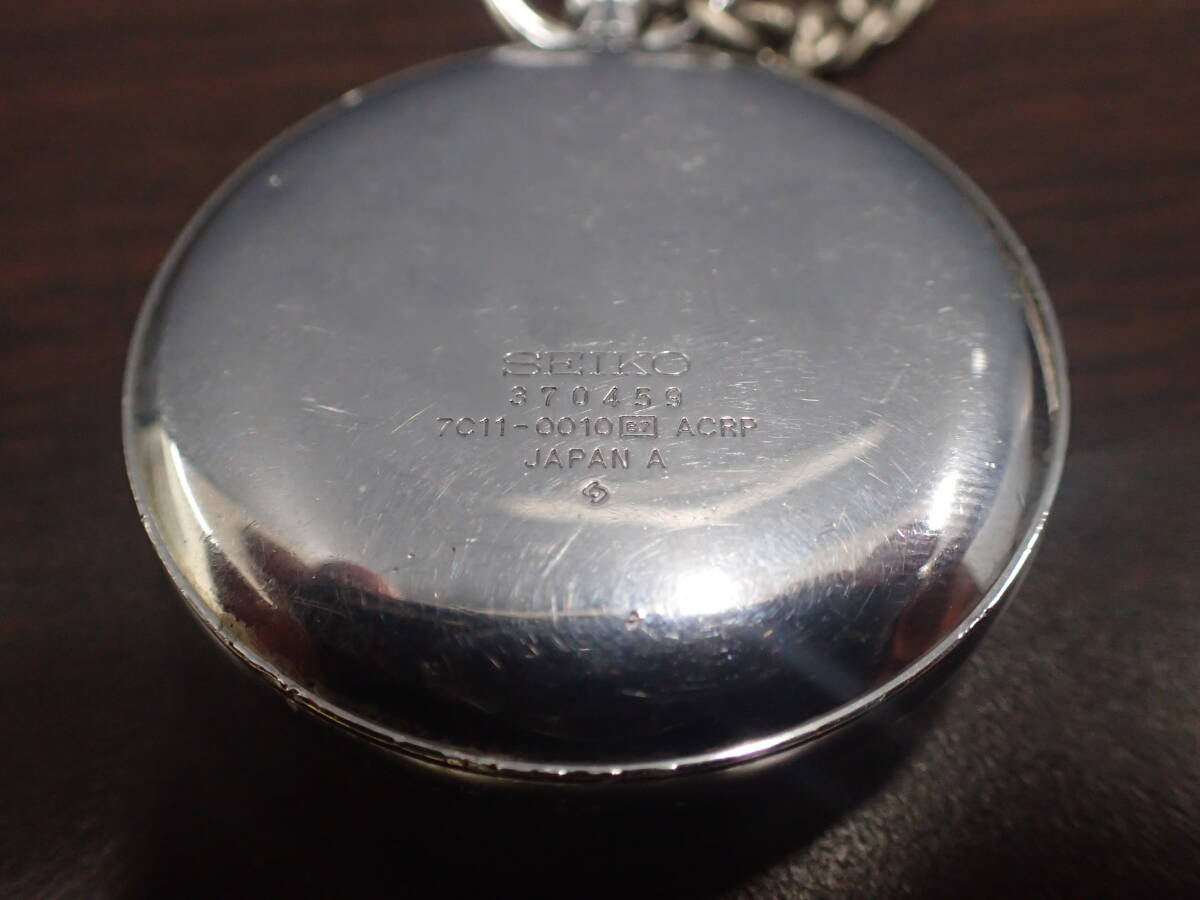 SEIKO
370459
7C11-0010 ACRP
JAPAN A